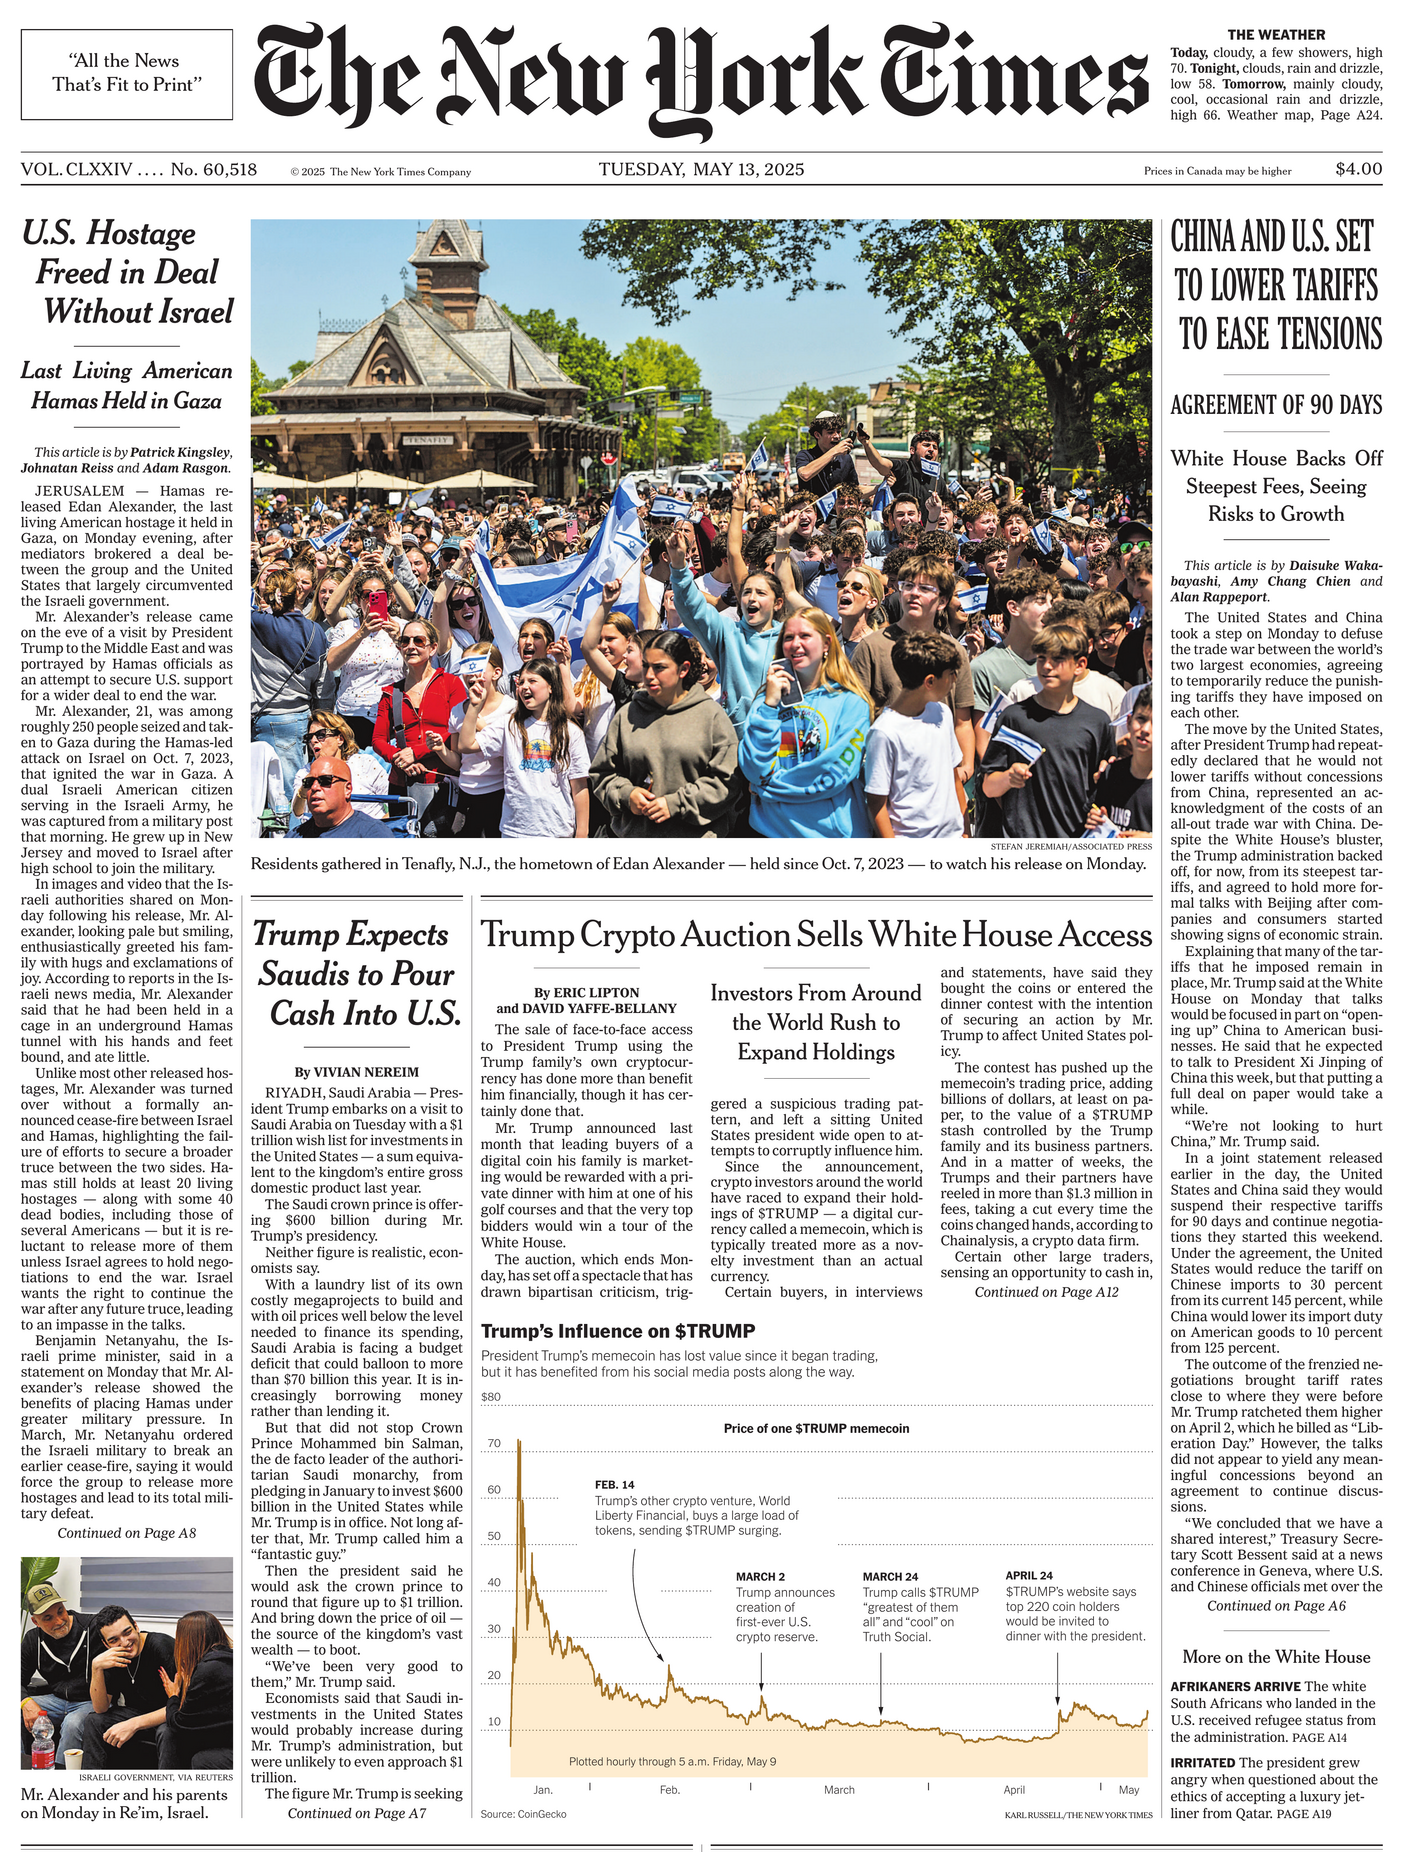 “All the News
That’s Fit to Print”
The New York Times
THE WEATHER
Today, cloudy, a few showers, high
70. Tonight, clouds, rain and drizzle,
low 58. Tomorrow, mainly cloudy,
cool, occasional rain and drizzle,
high 66. Weather map, Page A24.
VOL. CLXXIV .... No. 60,518
© 2025 The New York Times Company
TUESDAY, MAY 13, 2025
Prices in Canada may be higher
$4.00
U.S. Hostage
Freed in Deal
Without Israel
Last Living American
Hamas Held in Gaza
This article is by Patrick Kingsley,
Johnatan Reiss and Adam Rasgon.
JERUSALEM — Hamas re-
leased Edan Alexander, the last
living American hostage it held in
Gaza, on Monday evening, after
mediators brokered a deal be-
tween the group and the United
States that largely circumvented
the Israeli government.
Mr. Alexander’s release came
on the eve of a visit by President
Trump to the Middle East and was
portrayed by Hamas officials as
an attempt to secure U.S. support
for a wider deal to end the war.
Mr. Alexander, 21, was among
roughly 250 people seized and tak-
en to Gaza during the Hamas-led
attack on Israel on Oct. 7, 2023,
that ignited the war in Gaza. A
dual Israeli American citizen
serving in the Israeli Army, he
was captured from a military post
that morning. He grew up in New
Jersey and moved to Israel after
high school to join the military.
In images and video that the Is-
raeli authorities shared on Mon-
day following his release, Mr. Al-
exander, looking pale but smiling,
enthusiastically greeted his fam-
ily with hugs and exclamations of
joy. According to reports in the Is-
raeli news media, Mr. Alexander
said that he had been held in a
cage in an underground Hamas
tunnel with his hands and feet
bound, and ate little.
Unlike most other released hos-
tages, Mr. Alexander was turned
over without a formally an-
nounced cease-fire between Israel
and Hamas, highlighting the fail-
ure of efforts to secure a broader
truce between the two sides. Ha-
mas still holds at least 20 living
hostages — along with some 40
dead bodies, including those of
several Americans — but it is re-
luctant to release more of them
unless Israel agrees to hold nego-
tiations to end the war. Israel
wants the right to continue the
war after any future truce, leading
to an impasse in the talks.
Benjamin Netanyahu, the Is-
raeli prime minister, said in a
statement on Monday that Mr. Al-
exander’s release showed the
benefits of placing Hamas under
greater military pressure. In
March, Mr. Netanyahu ordered
the Israeli military to break an
earlier cease-fire, saying it would
force the group to release more
hostages and lead to its total mili-
tary defeat.
Continued on Page A8
ISRAELI GOVERNMENT, VIA REUTERS
Mr. Alexander and his parents
on Monday in Re’im, Israel.
TENAFLY
STEFAN JEREMIAH/ASSOCIATED PRESS
Residents gathered in Tenafly, N.J., the hometown of Edan Alexander — held since Oct. 7, 2023 — to watch his release on Monday.
Trump Expects
Saudis to Pour
Cash Into U.S.
By VIVIAN NEREIM
RIYADH, Saudi Arabia — Pres-
ident Trump embarks on a visit to
Saudi Arabia on Tuesday with a $1
trillion wish list for investments in
the United States — a sum equiva-
lent to the kingdom’s entire gross
domestic product last year.
The Saudi crown prince is offer-
ing $600 billion during Mr.
Trump’s presidency.
Neither figure is realistic, econ-
omists say.
With a laundry list of its own
costly megaprojects to build and
with oil prices well below the level
needed to finance its spending,
Saudi Arabia is facing a budget
deficit that could balloon to more
than $70 billion this year. It is in-
creasingly borrowing money
rather than lending it.
But that did not stop Crown
Prince Mohammed bin Salman,
the de facto leader of the authori-
tarian Saudi monarchy, from
pledging in January to invest $600
billion in the United States while
Mr. Trump is in office. Not long af-
ter that, Mr. Trump called him a
“fantastic guy.”
Then the president said he
would ask the crown prince to
round that figure up to $1 trillion.
And bring down the price of oil —
the source of the kingdom’s vast
wealth — to boot.
“We’ve been very good to
them,” Mr. Trump said.
Economists said that Saudi in-
vestments in the United States
would probably increase during
Mr. Trump’s administration, but
were unlikely to even approach $1
trillion.
The figure Mr. Trump is seeking
Continued on Page A7
Trump Crypto Auction Sells White House Access
By ERIC LIPTON
and DAVID YAFFE-BELLANY
The sale of face-to-face access
to President Trump using the
Trump family’s own cryptocur-
rency has done more than benefit
him financially, though it has cer-
tainly done that.
Mr. Trump announced last
month that leading buyers of a
digital coin his family is market-
ing would be rewarded with a pri-
vate dinner with him at one of his
golf courses and that the very top
bidders would win a tour of the
White House.
The auction, which ends Mon-
day, has set off a spectacle that has
drawn bipartisan criticism, trig-
Investors From Around
the World Rush to
Expand Holdings
gered a suspicious trading pat-
tern, and left a sitting United
States president wide open to at-
tempts to corruptly influence him.
Since the announcement,
crypto investors around the world
have raced to expand their hold-
ings of $TRUMP — a digital cur-
rency called a memecoin, which is
typically treated more as a nov-
elty investment than an actual
currency.
Certain buyers, in interviews
and statements, have said they
bought the coins or entered the
dinner contest with the intention
of securing an action by Mr.
Trump to affect United States pol-
icy.
The contest has pushed up the
memecoin’s trading price, adding
billions of dollars, at least on pa-
per, to the value of a $TRUMP
stash controlled by the Trump
family and its business partners.
And in a matter of weeks, the
Trumps and their partners have
reeled in more than $1.3 million in
fees, taking a cut every time the
coins changed hands, according to
Chainalysis, a crypto data firm.
Certain other large traders,
sensing an opportunity to cash in,
Continued on Page A12
Trump’s Influence on $TRUMP
President Trump’s memecoin has lost value since it began trading,
but it has benefited from his social media posts along the way.
$80
Price of one $TRUMP memecoin
70
60
50
40
30
20
10
FEB. 14
Trump’s other crypto venture, World
Liberty Financial, buys a large load of
tokens, sending $TRUMP surging.
MARCH 2
Trump announces
creation of
first-ever U.S.
crypto reserve.
MARCH 24
Trump calls $TRUMP
“greatest of them
all” and “cool” on
Truth Social.
APRIL 24
$TRUMP’s website says
top 220 coin holders
would be invited to
dinner with the president.
Plotted hourly through 5 a.m. Friday, May 9
Jan.
Feb.
March
April
May
Source: CoinGecko
KARL RUSSELL/THE NEW YORK TIMES
CHINA AND U.S. SET
TO LOWER TARIFFS
TO EASE TENSIONS
AGREEMENT OF 90 DAYS
White House Backs Off
Steepest Fees, Seeing
Risks to Growth
This article is by Daisuke Waka-
bayashi, Amy Chang Chien and
Alan Rappeport.
The United States and China
took a step on Monday to defuse
the trade war between the world’s
two largest economies, agreeing
to temporarily reduce the punish-
ing tariffs they have imposed on
each other.
The move by the United States,
after President Trump had repeat-
edly declared that he would not
lower tariffs without concessions
from China, represented an ac-
knowledgment of the costs of an
all-out trade war with China. De-
spite the White House’s bluster,
the Trump administration backed
off, for now, from its steepest tar-
iffs, and agreed to hold more for-
mal talks with Beijing after com-
panies and consumers started
showing signs of economic strain.
Explaining that many of the tar-
iffs that he imposed remain in
place, Mr. Trump said at the White
House on Monday that talks
would be focused in part on “open-
ing up” China to American busi-
nesses. He said that he expected
to talk to President Xi Jinping of
China this week, but that putting a
full deal on paper would take a
while.
“We’re not looking to hurt
China,” Mr. Trump said.
In a joint statement released
earlier in the day, the United
States and China said they would
suspend their respective tariffs
for 90 days and continue negotia-
tions they started this weekend.
Under the agreement, the United
States would reduce the tariff on
Chinese imports to 30 percent
from its current 145 percent, while
China would lower its import duty
on American goods to 10 percent
from 125 percent.
The outcome of the frenzied ne-
gotiations brought tariff rates
close to where they were before
Mr. Trump ratcheted them higher
on April 2, which he billed as “Lib-
eration Day.” However, the talks
did not appear to yield any mean-
ingful concessions beyond an
agreement to continue discus-
sions.
“We concluded that we have a
shared interest,” Treasury Secre-
tary Scott Bessent said at a news
conference in Geneva, where U.S.
and Chinese officials met over the
Continued on Page A6
More on the White House
AFRIKANERS ARRIVE The white
South Africans who landed in the
U.S. received refugee status from
the administration. PAGE A14
IRRITATED The president grew
angry when questioned about the
ethics of accepting a luxury jet-
liner from Qatar. PAGE A19